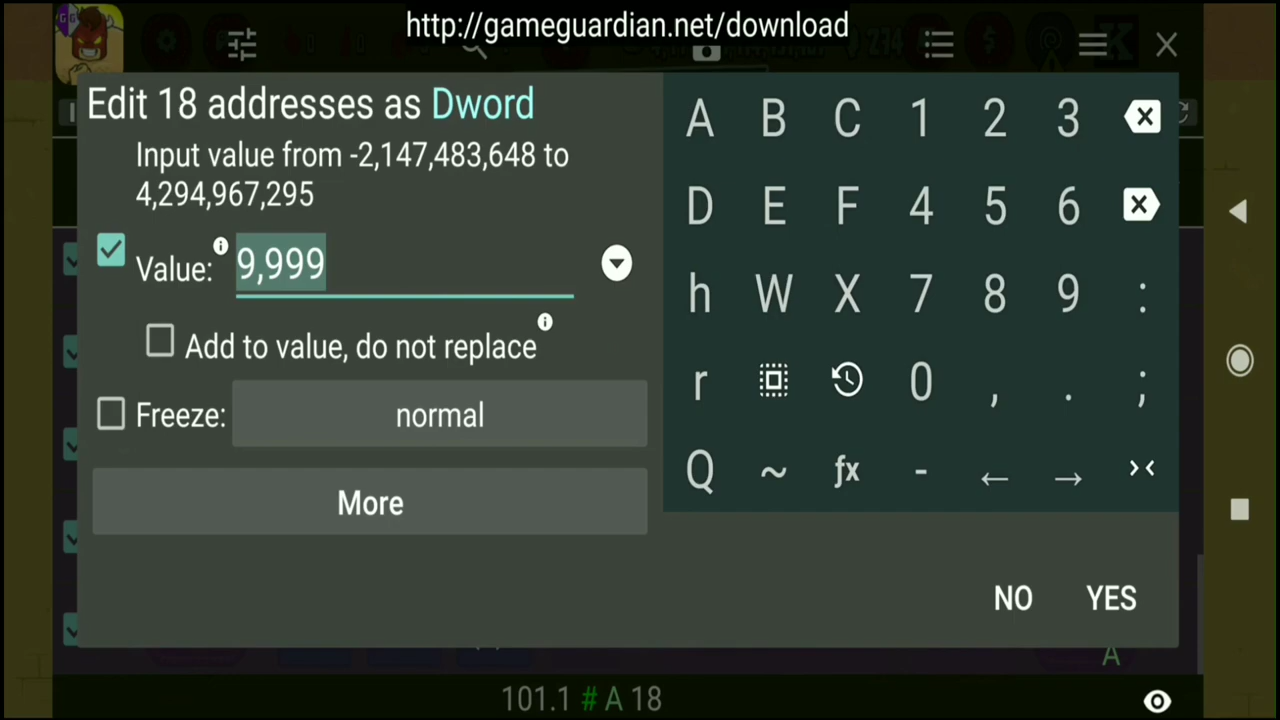 http://gameguardian.net/download
Edit 18 addresses as Dword
Input value from -2,147,483,648 to
4,294,967,295
Value: 9,999
Add to value, do not replace
Freeze: normal
More
A B C 1 2 3
D E F 4 5 6
h W X 7 8 9 :
r 0 , . ;
Q ~ ƒx - ← → ><
NO YES
A
101.1 # A 18